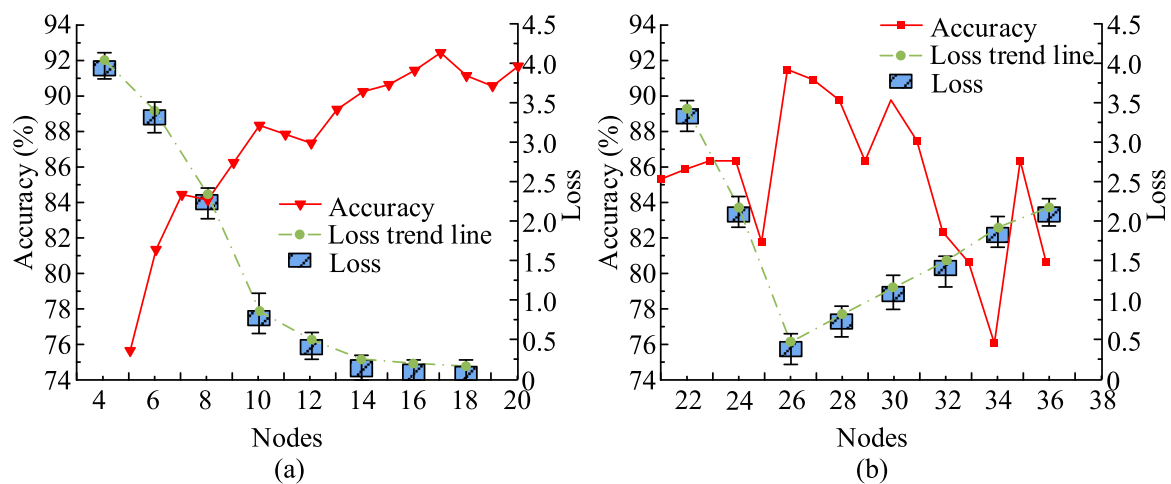 94
92
90
88
86
84
82
80
78
76
74
Accuracy (%)
4.5
4.0
3.5
3.0
2.5
2.0
1.5
1.0
0.5
0
Loss
Accuracy
Loss trend line
Loss
4 6 8 10 12 14 16 18 20
Nodes
(a)
94
92
90
88
86
84
82
80
78
76
74
Accuracy (%)
4.5
4.0
3.5
3.0
2.5
2.0
1.5
1.0
0.5
0
Loss
Accuracy
Loss trend line
Loss
22 24 26 28 30 32 34 36 38
Nodes
(b)